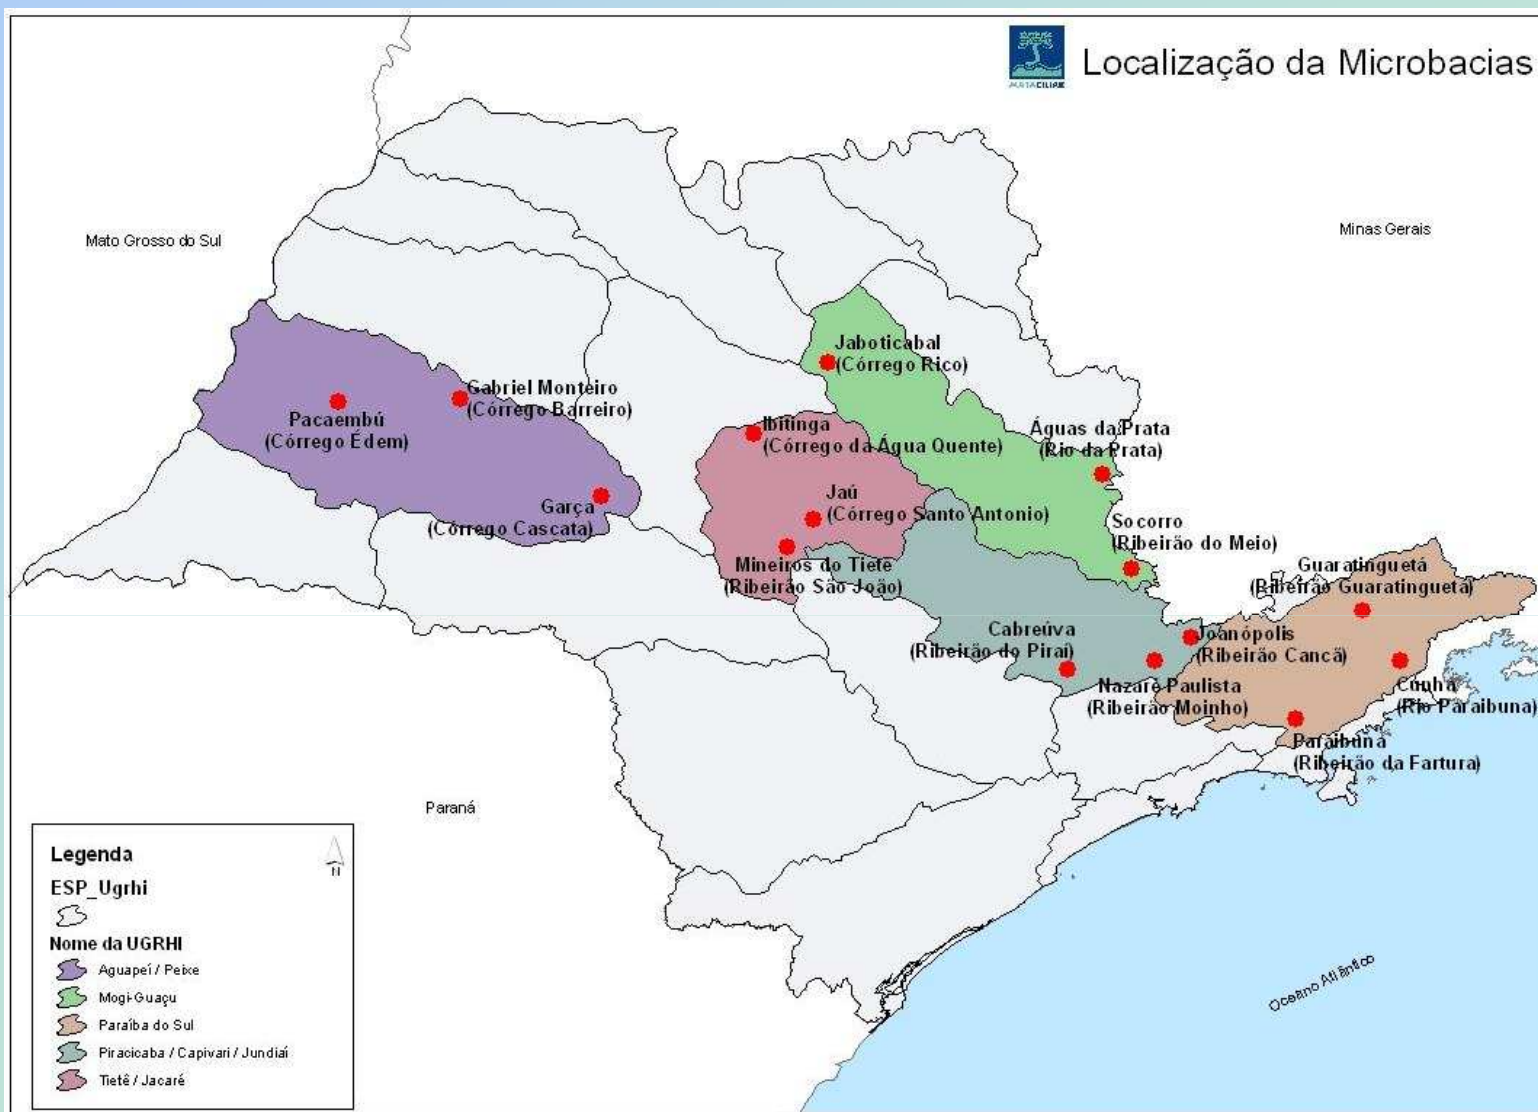 MATA CILIAR
Localização da Microbacias
Mato Grosso do Sul
Minas Gerais
Jaboticabal
(Córrego Rico)
Gabriel Monteiro
(Córrego Barreiro)
Pacaembú
(Córrego Édem)
Ibitinga
(Córrego da Água Quente)
Águas da Prata
(Rio da Prata)
Garça
(Córrego Cascata)
Jaú
(Córrego Santo Antonio)
Socorro
(Ribeirão do Meio)
Mineiros do Tiete
(Ribeirão São João)
Guaratinguetá
(Ribeirão Guaratingueta)
Cabreúva
(Ribeirão do Piraí)
Joanópolis
(Ribeirão Cancã)
Nazaré Paulista
(Ribeirão Moinho)
Cunha
(Rio Paraibuna)
Paraibuna
(Ribeirão da Fartura)
Paraná
Oceano Atlântico
Legenda
N
ESP_Ugrhi
Nome da UGRHI
Aguapeí / Peixe
Mogi-Guaçu
Paraíba do Sul
Piracicaba / Capivari / Jundiaí
Tietê / Jacaré